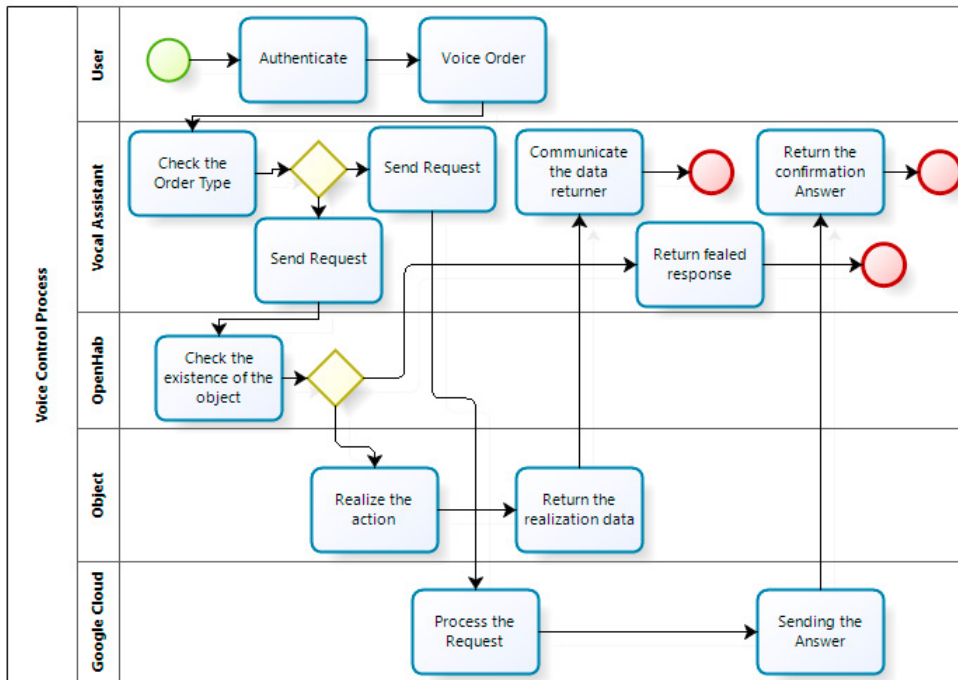 Voice Control Process
User
Authenticate
Voice Order
Vocal Assistant
Check the
Order Type
Send Request
Communicate
the data
returner
Return the
confirmation
Answer
Send Request
Return fealed
response
OpenHab
Check the
existence of the
object
Object
Realize the
action
Return the
realization data
Google Cloud
Process the
Request
Sending the
Answer